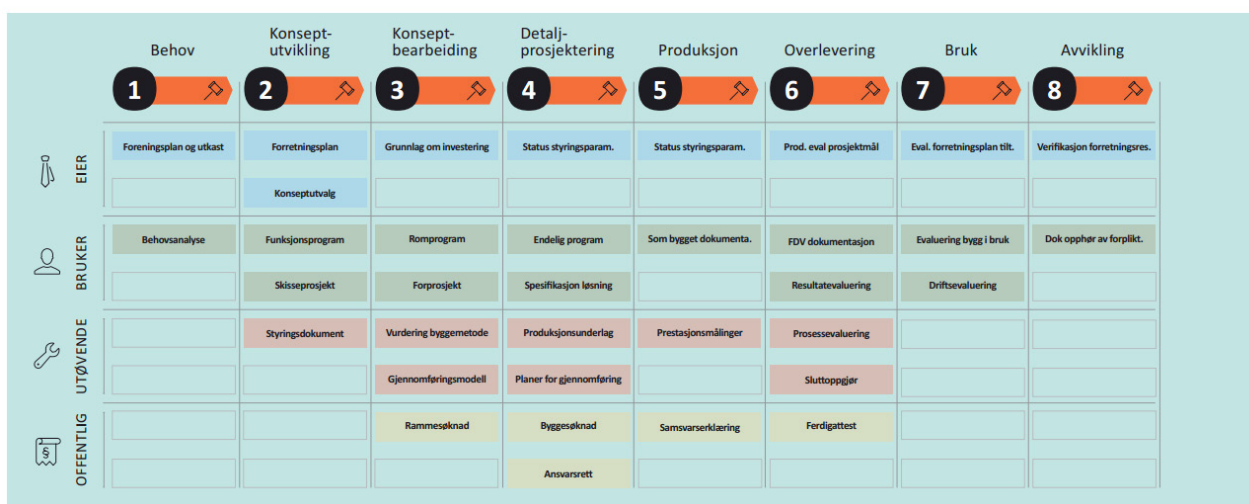 Behov
Konsept-
utvikling
Konsept-
bearbeiding
Detalj-
prosjektering
Produksjon
Overlevering
Bruk
Avvikling
1 2 3 4 5 6 7 8
EIER
Foreningsplan og utkast
Forretningsplan
Grunnlag om investering
Status styringsparam.
Status styringsparam.
Prod. eval prosjektmål
Eval. forretningsplan tilt.
Verifikasjon forretningsres.
Konseptutvalg
BRUKER
Behovsanalyse
Funksjonsprogram
Romprogram
Endelig program
Som bygget dokumenta.
FDV dokumentasjon
Evaluering bygg i bruk
Dok opphør av forplikt.
Skisseprosjekt
Forprosjekt
Spesifikasjon løsning
Resultatevaluering
Driftsevaluering
UTØVENDE
Styringsdokument
Vurdering byggemetode
Produksjonsunderlag
Prestasjonsmålinger
Prosessevaluering
Gjennomføringsmodell
Planer for gjennomføring
Sluttoppgjør
OFFENTLIG
§
Rammesøknad
Byggesøknad
Samsvarserklæring
Ferdigattest
Ansvarsrett